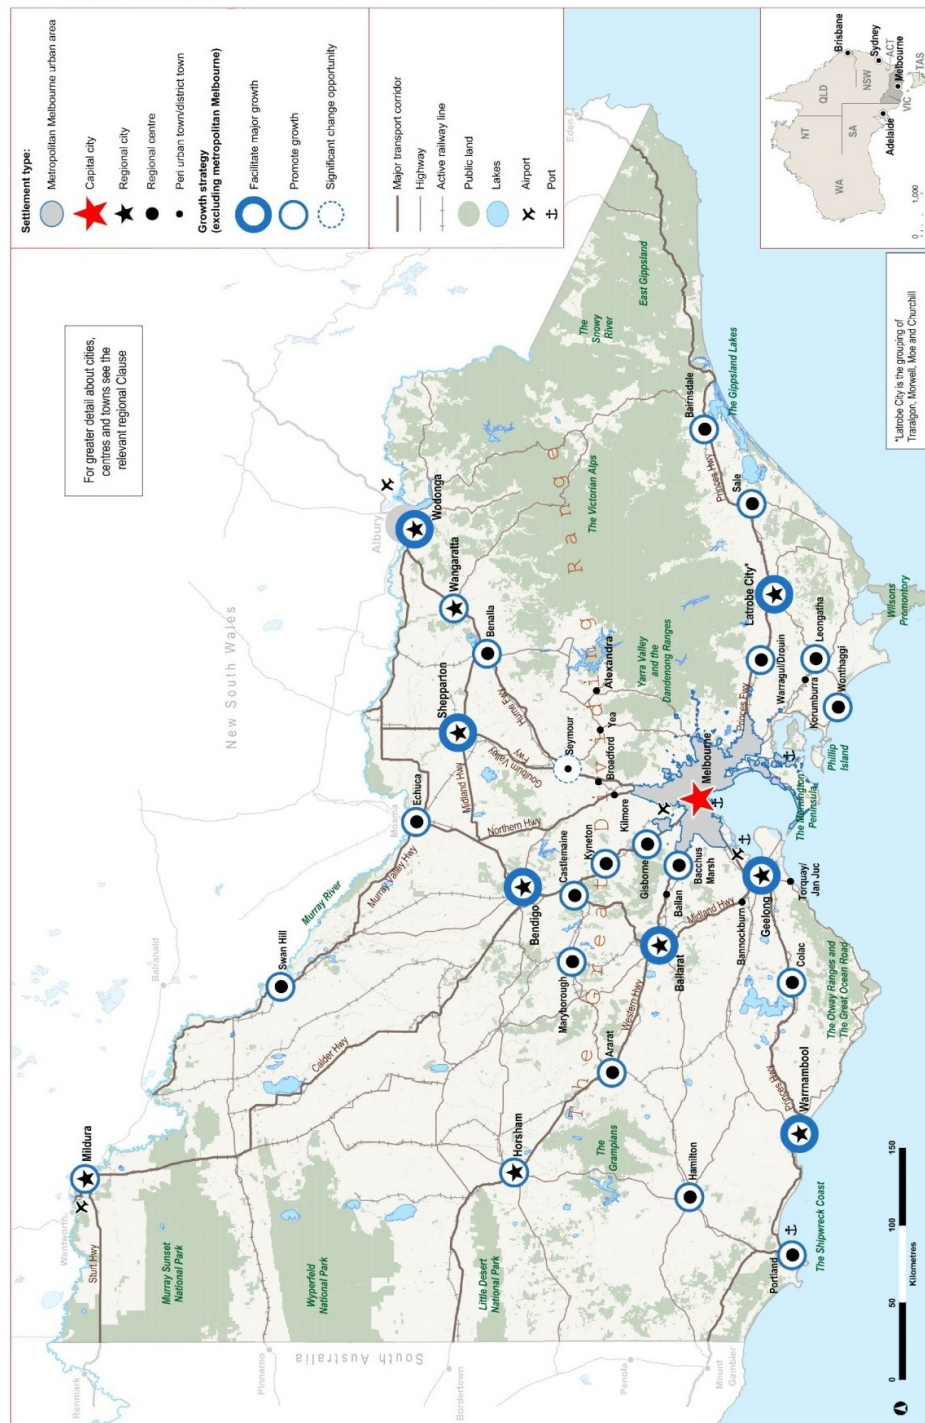 Settlement type:
Metropolitan Melbourne urban area
Capital city
Regional city
Regional centre
Peri urban town/district town
Growth strategy
(excluding metropolitan Melbourne)
Facilitate major growth
Promote growth
Significant change opportunity
Major transport corridor
Highway
Active railway line
Public land
Lakes
Airport
Port
For greater detail about cities,
centres and towns see the
relevant regional Clause
Brisbane
Sydney
ACT
Melbourne
TAS
NSW
QLD
VIC
Adelaide
SA
NT
WA
0
1,000
*Latrobe City is the grouping of
Traralgon, Morwell, Moe and Churchill
New South Wales
South Australia
Renmark
Wentworth
Mildura
Sturt Hwy
Murray Sunset
National Park
Pinnaroo
Wyperfeld
National Park
Balranald
Murray River
Swan Hill
Murray Valley Hwy
Calder Hwy
Moama
Echuca
Albury
Wodonga
Wangaratta
Shepparton
Benalla
Midland Hwy
Hume Fwy
Goulburn Valley
Fwy
Northern Hwy
Bordertown
Little Desert
National Park
Horsham
Bendigo
Castlemaine
Seymour
Maryborough
Kyneton
Ararat
The Great Dividing Range
The
Grampians
Western Hwy
Broadford
Yea
Alexandra
Kilmore
Gisborne
The Victorian Alps
The
Snowy
River
East Gippsland
Eden
Yarra Valley
and the
Dandenong Ranges
Penola
Mount
Gambier
Hamilton
Ballarat
Ballan
Bacchus
Marsh
Midland Hwy
Melbourne
Bannockburn
Geelong
Torquay/
Jan Juc
Princes Fwy
Latrobe City*
Princes Hwy
Sale
Bairnsdale
The Gippsland Lakes
Warragul/Drouin
Korumburra
Leongatha
Wonthaggi
Wilsons
Promontory
Phillip
Island
The Mornington
Peninsula
Colac
The Otway Ranges and
The Great Ocean Road
Princes Hwy
Warrnambool
Portland
The Shipwreck Coast
0
50
100
150
Kilometres